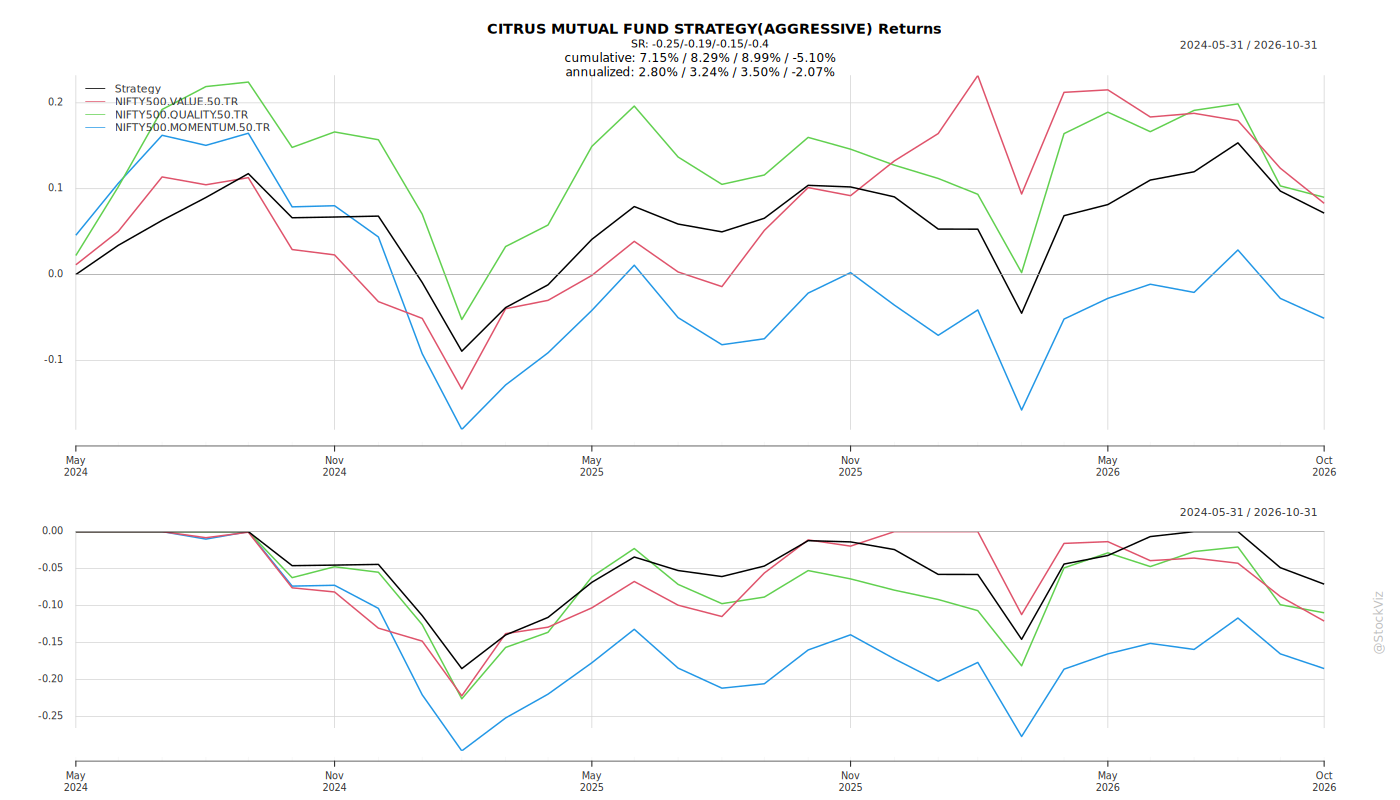 CITRUS MUTUAL FUND STRATEGY(AGGRESSIVE) Returns
SR: -0.25/-0.19/-0.15/-0.4
cumulative: 7.15% / 8.29% / 8.99% / -5.10%
annualized: 2.80% / 3.24% / 3.50% / -2.07%
2024-05-31 / 2026-10-31
Strategy
NIFTY500.VALUE.50.TR
NIFTY500.QUALITY.50.TR
NIFTY500.MOMENTUM.50.TR
0.2
0.1
0.0
-0.1
May 2024
Nov 2024
May 2025
Nov 2025
May 2026
Oct 2026
2024-05-31 / 2026-10-31
0.00
-0.05
-0.10
-0.15
-0.20
-0.25
May 2024
Nov 2024
May 2025
Nov 2025
May 2026
Oct 2026
@StockViz